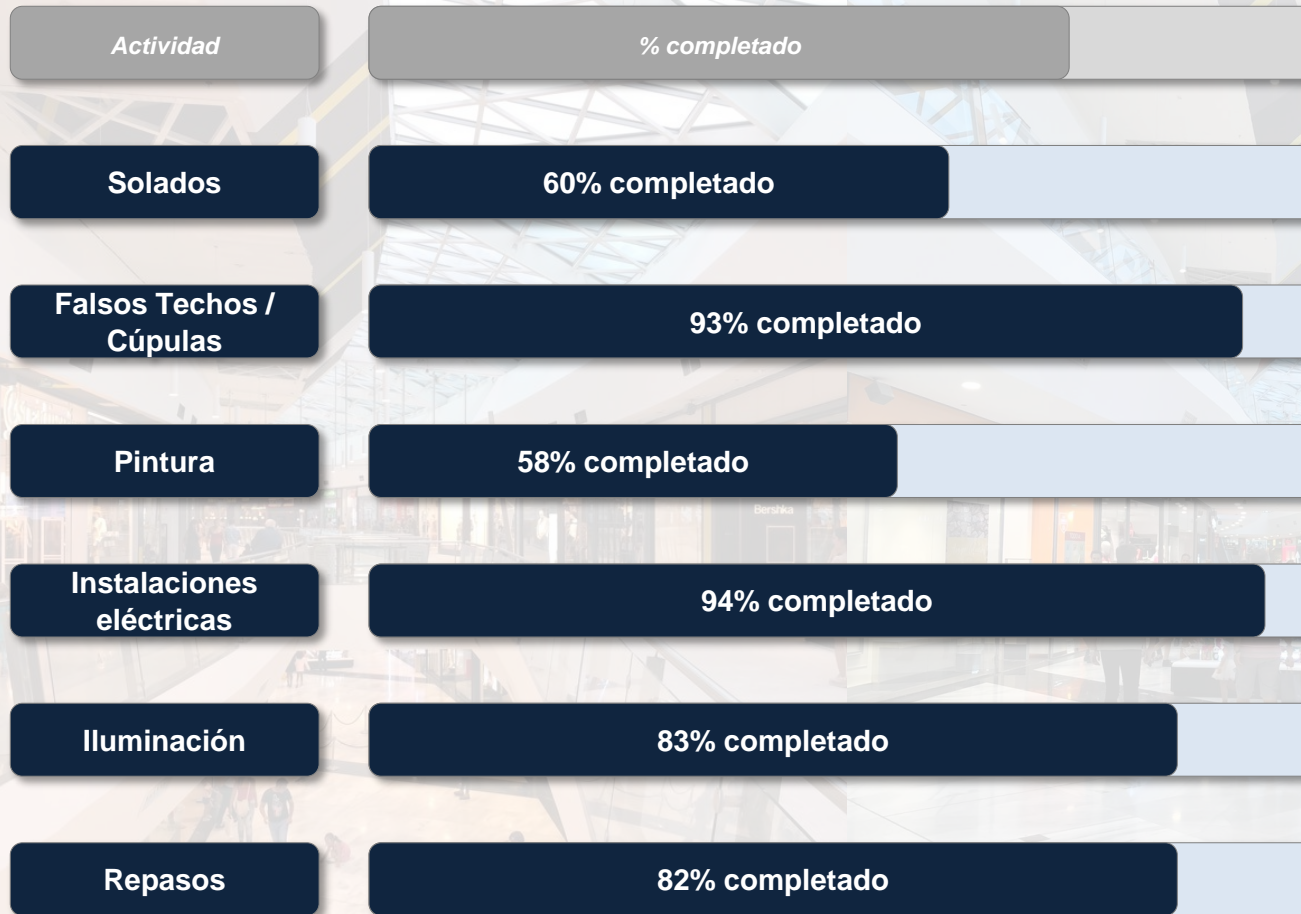 Actividad
% completado
Solados
60% completado
Falsos Techos /
Cúpulas
93% completado
Pintura
58% completado
Bershka
Instalaciones
eléctricas
94% completado
Iluminación
83% completado
Repasos
82% completado